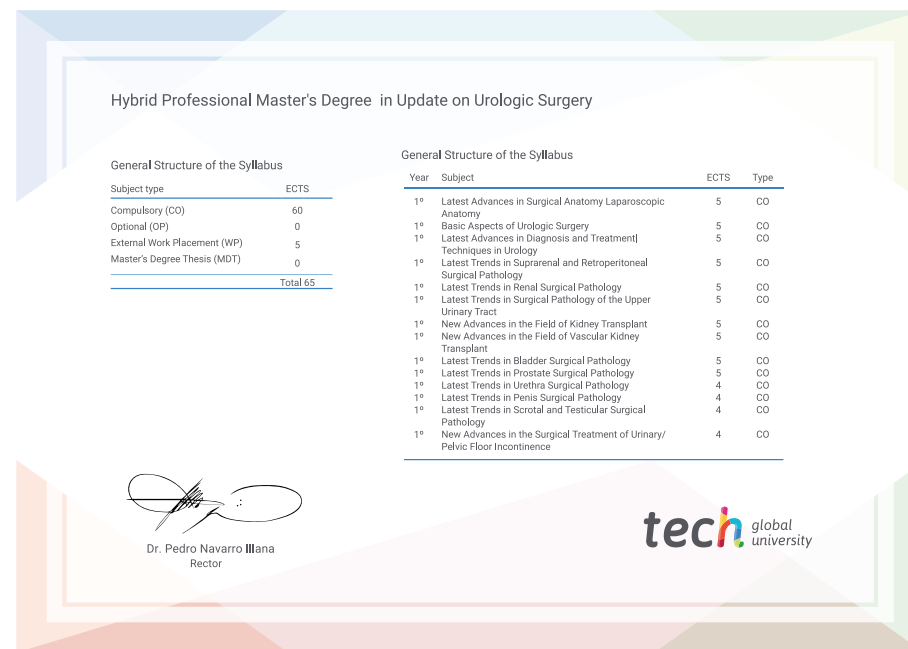 Hybrid Professional Master's Degree in Update on Urologic Surgery
General Structure of the Syllabus
Subject type ECTS
Compulsory (CO) 60
Optional (OP) 0
External Work Placement (WP) 5
Master's Degree Thesis (MDT) 0
Total 65
General Structure of the Syllabus
Year Subject ECTS Type
1º Latest Advances in Surgical Anatomy Laparoscopic 5 CO
Anatomy
1º Basic Aspects of Urologic Surgery 5 CO
1º Latest Advances in Diagnosis and Treatment| 5 CO
Techniques in Urology
1º Latest Trends in Suprarenal and Retroperitoneal 5 CO
Surgical Pathology
1º Latest Trends in Renal Surgical Pathology 5 CO
1º Latest Trends in Surgical Pathology of the Upper 5 CO
Urinary Tract
1º New Advances in the Field of Kidney Transplant 5 CO
1º New Advances in the Field of Vascular Kidney 5 CO
Transplant
1º Latest Trends in Bladder Surgical Pathology 5 CO
1º Latest Trends in Prostate Surgical Pathology 5 CO
1º Latest Trends in Urethra Surgical Pathology 4 CO
1º Latest Trends in Penis Surgical Pathology 4 CO
1º Latest Trends in Scrotal and Testicular Surgical 4 CO
Pathology
1º New Advances in the Surgical Treatment of Urinary/ 4 CO
Pelvic Floor Incontinence
Dr. Pedro Navarro Illana
Rector
tech global
university